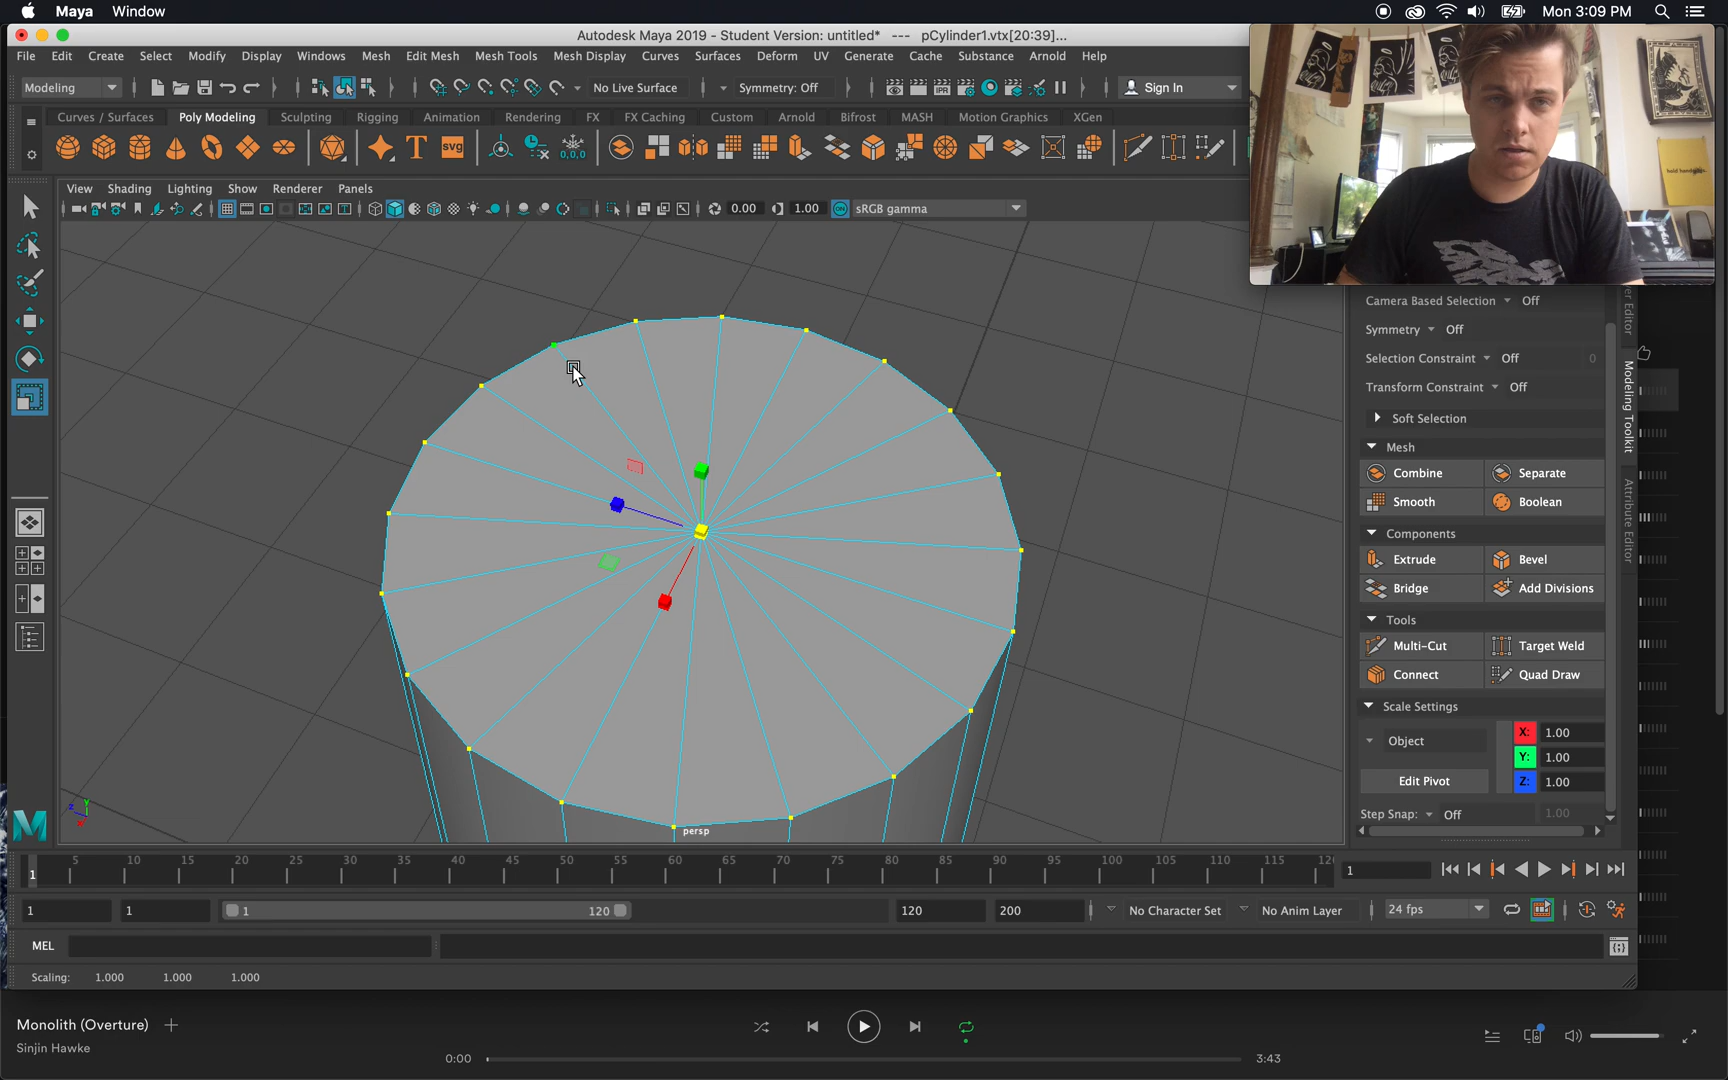 Maya Window Mon 3:09 PM
Autodesk Maya 2019 - Student Version: untitled* --- pCylinder1.vtx[20:39]...
File Edit Create Select Modify Display Windows Mesh Edit Mesh Mesh Tools Mesh Display Curves Surfaces Deform UV Generate Cache Substance Arnold Help
Modeling No Live Surface Symmetry: Off Sign In
Curves / Surfaces Poly Modeling Sculpting Rigging Animation Rendering FX FX Caching Custom Arnold Bifrost MASH Motion Graphics XGen
T SVG 0,0,0
View Shading Lighting Show Renderer Panels
0.00 1.00 sRGB gamma
Camera Based Selection Off
Symmetry Off
Selection Constraint Off 0
Transform Constraint Off
Soft Selection
Mesh
Combine Separate
Smooth Boolean
Components
Extrude Bevel
Bridge Add Divisions
Tools
Multi-Cut Target Weld
Connect Quad Draw
Scale Settings
Object X: 1.00
Y: 1.00
Edit Pivot Z: 1.00
Step Snap: Off 1.00
Modeling Toolkit
Attribute Editor
persp
5 10 15 20 25 30 35 40 45 50 55 60 65 70 75 80 85 90 95 100 105 110 115
1 1
1 1 1 120 120 200 No Character Set No Anim Layer 24 fps
MEL
Scaling: 1.000 1.000 1.000
Monolith (Overture)
Sinjin Hawke
0:00 3:43